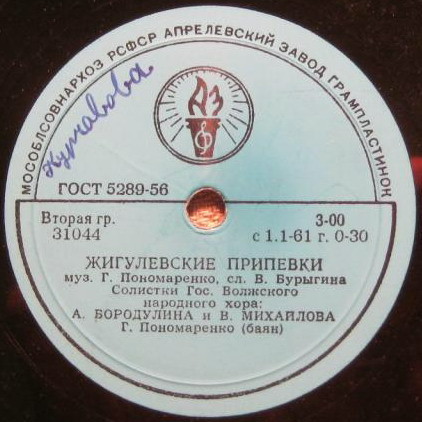 МОСОБЛСОВНАРХОЗ РСФСР АПРЕЛЕВСКИЙ ЗАВОД ГРАМПЛАСТИНОК
АЗ
ГОСТ 5289-56
Вторая гр.
31044
3-00
с 1.1-61 г. 0-30
ЖИГУЛЕВСКИЕ ПРИПЕВКИ
муз. Г. Пономаренко, сл. В. Бурыгина
Солистки Гос. Волжского
народного хора:
А. БОРОДУЛИНА и В. МИХАЙЛОВА
Г. Пономаренко (баян)